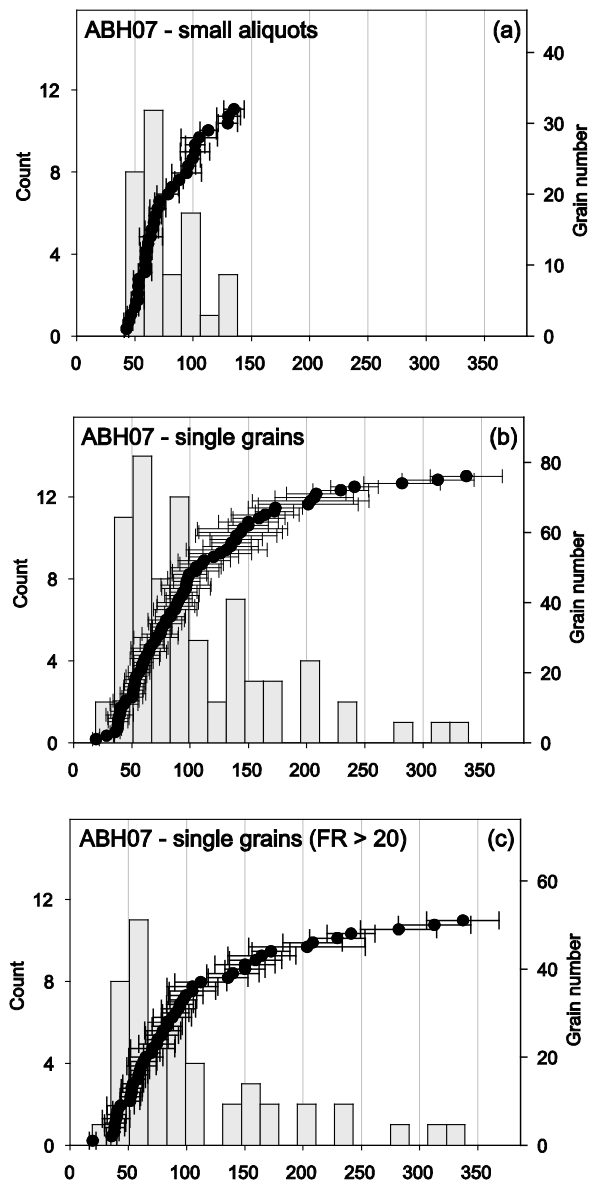 ABH07 - small aliquots (a)
40
12
30
8
20
4
10
0
0
Count
Grain number
0 50 100 150 200 250 300 350
ABH07 - single grains (b)
80
12
60
8
40
4
20
0
0
Count
Grain number
0 50 100 150 200 250 300 350
ABH07 - single grains (FR > 20) (c)
60
12
40
8
20
4
0
0
Count
Grain number
0 50 100 150 200 250 300 350